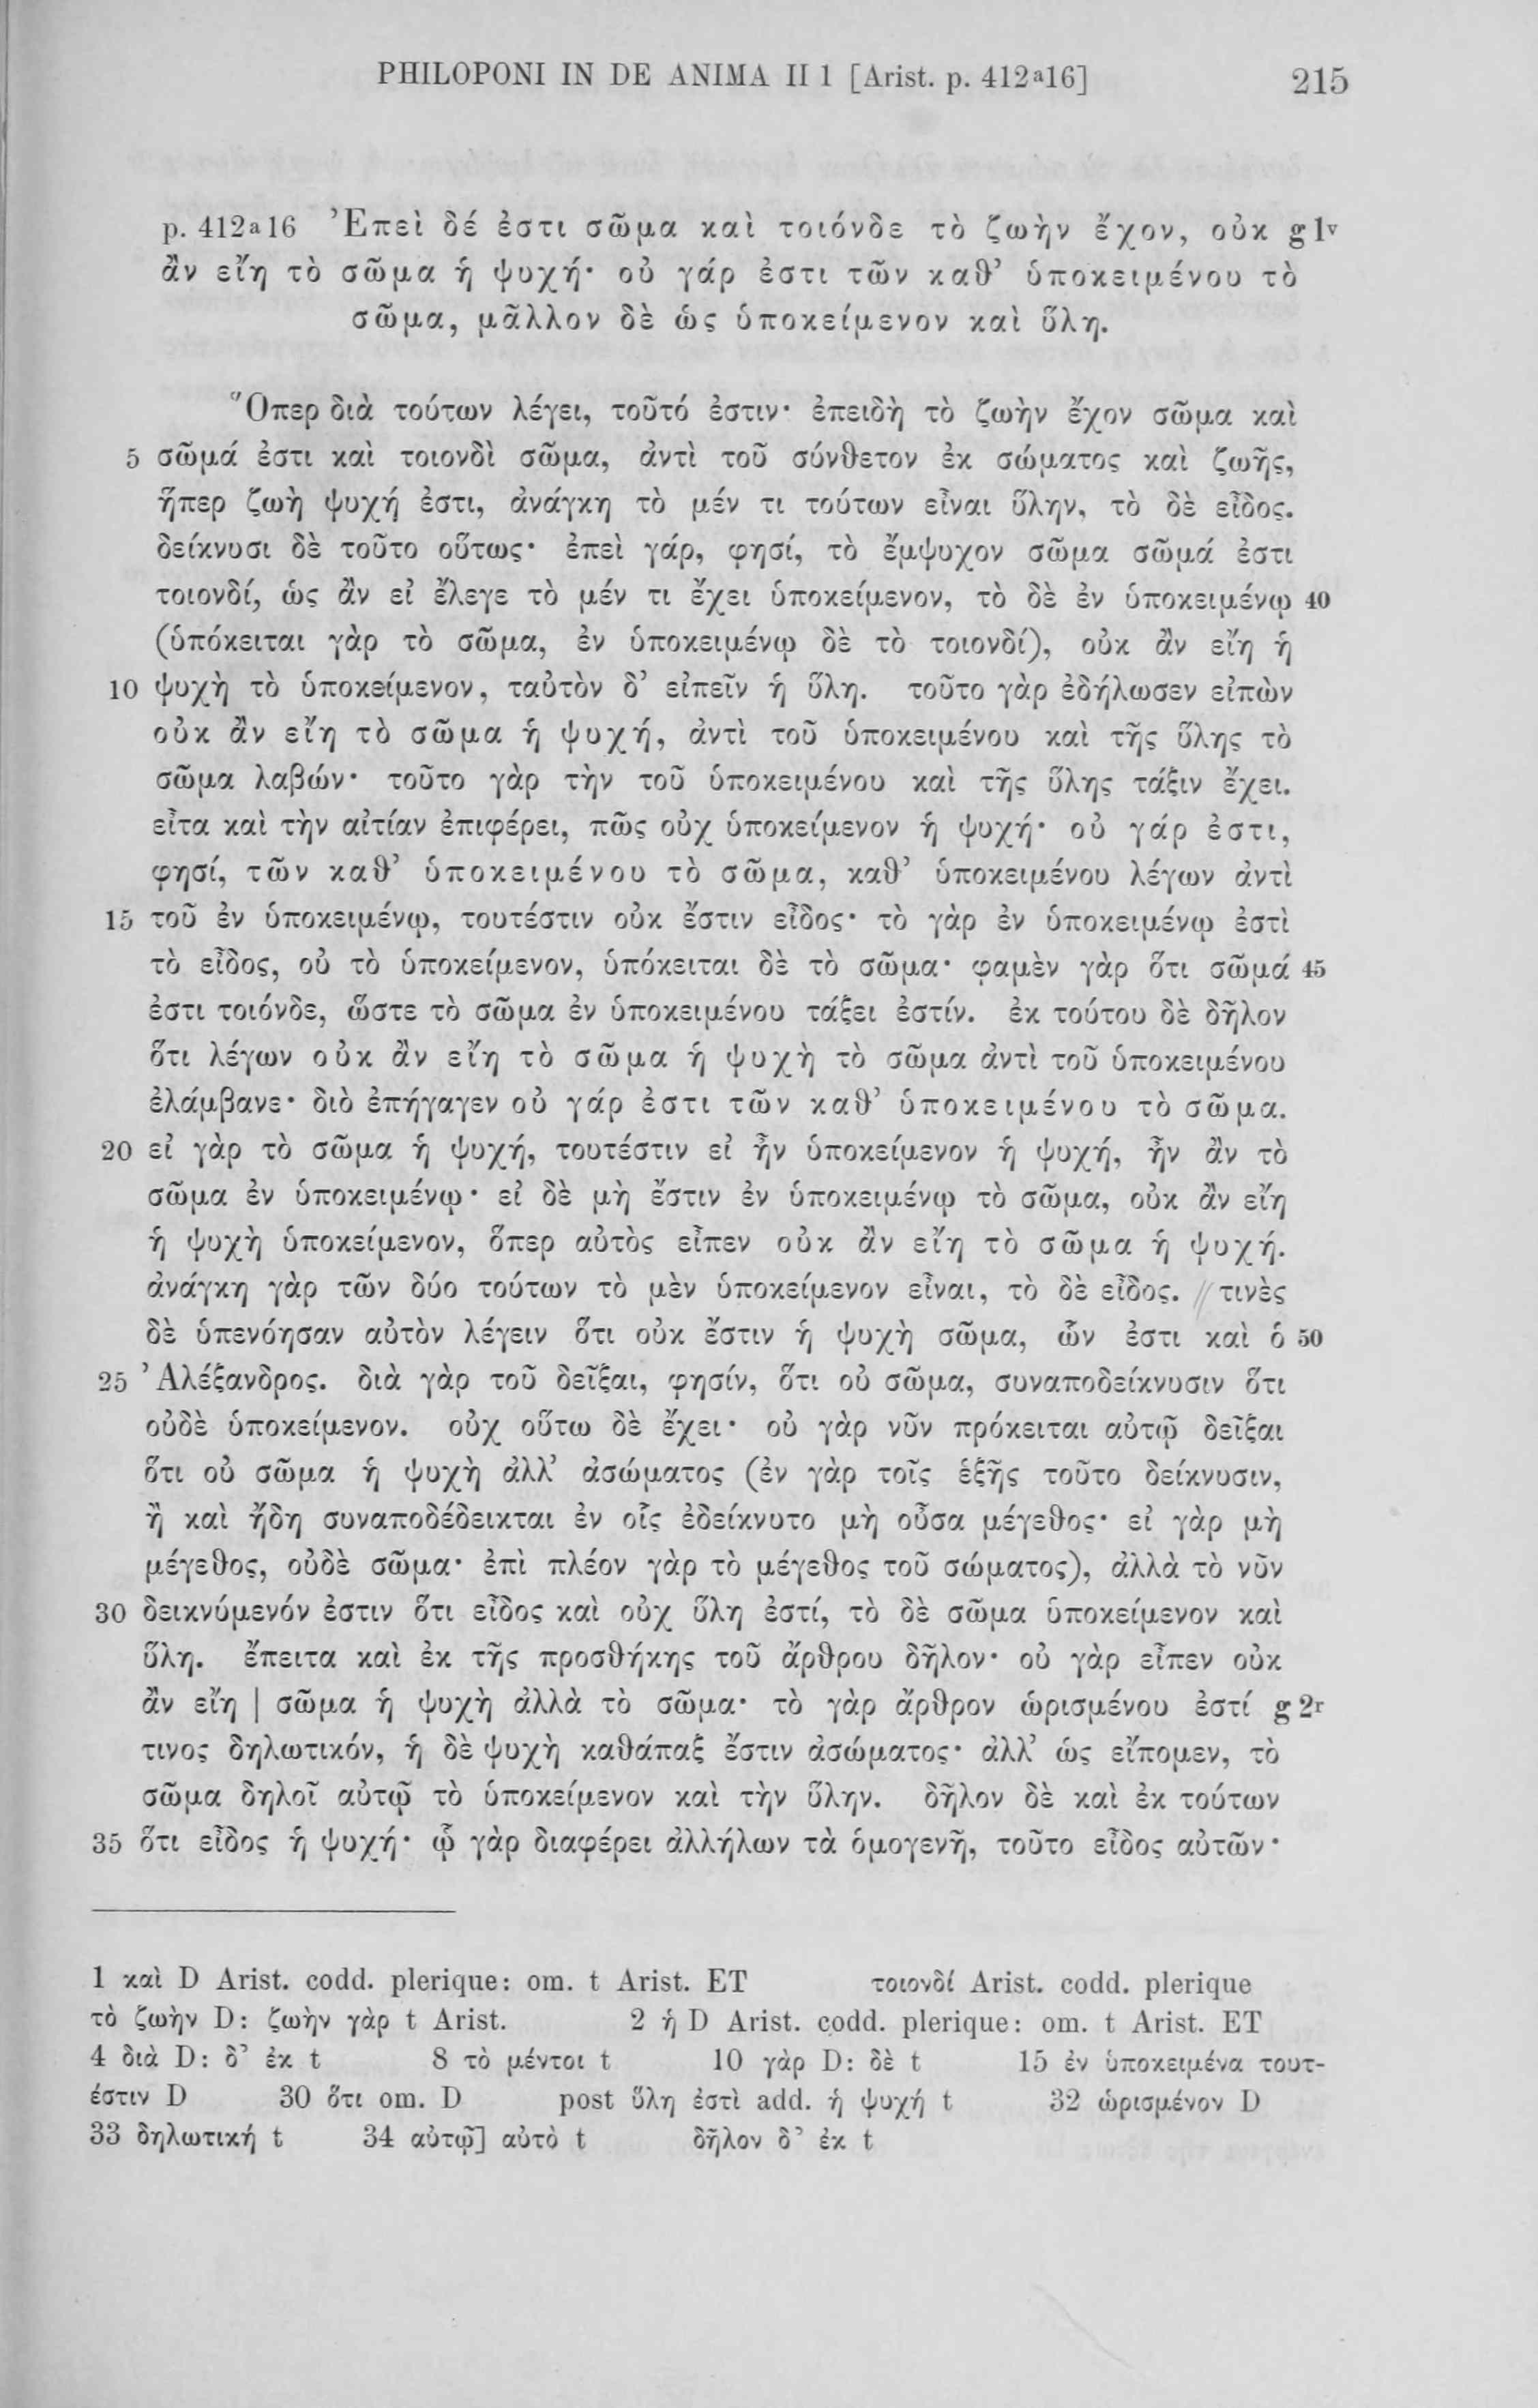 PHILOPONI IN DE ANIMA II 1 [Arist. p. 412ᵃ16] 215
p. 412ᵃ16 Ἐπεὶ δέ ἐστι σῶμα καὶ τοιόνδε τὸ ζωὴν ἔχον, οὐκ g 1ᵛ
ἂν εἴη τὸ σῶμα ἡ ψυχή· οὐ γάρ ἐστι τῶν καθ’ ὑποκειμένου τὸ
σῶμα, μᾶλλον δὲ ὡς ὑποκείμενον καὶ ὕλη.
Ὅπερ διὰ τούτων λέγει, τοῦτό ἐστιν· ἐπειδὴ τὸ ζωὴν ἔχον σῶμα καὶ
5 σῶμά ἐστι καὶ τοιονδὶ σῶμα, ἀντὶ τοῦ σύνθετον ἐκ σώματος καὶ ζωῆς,
ἥπερ ζωὴ ψυχή ἐστι, ἀνάγκη τὸ μέν τι τούτων εἶναι ὕλην, τὸ δὲ εἶδος.
δείκνυσι δὲ τοῦτο οὕτως· ἐπεὶ γάρ, φησί, τὸ ἔμψυχον σῶμα σῶμά ἐστι
τοιονδί, ὡς ἂν εἰ ἔλεγε τὸ μέν τι ἔχει ὑποκείμενον, τὸ δὲ ἐν ὑποκειμένῳ 40
(ὑπόκειται γὰρ τὸ σῶμα, ἐν ὑποκειμένῳ δὲ τὸ τοιονδί), οὐκ ἂν εἴη ἡ
10 ψυχὴ τὸ ὑποκείμενον, ταὐτὸν δ’ εἰπεῖν ἡ ὕλη. τοῦτο γὰρ ἐδήλωσεν εἰπὼν
οὐκ ἂν εἴη τὸ σῶμα ἡ ψυχή, ἀντὶ τοῦ ὑποκειμένου καὶ τῆς ὕλης τὸ
σῶμα λαβών· τοῦτο γὰρ τὴν τοῦ ὑποκειμένου καὶ τῆς ὕλης τάξιν ἔχει.
εἶτα καὶ τὴν αἰτίαν ἐπιφέρει, πῶς οὐχ ὑποκείμενον ἡ ψυχή· οὐ γάρ ἐστι,
φησί, τῶν καθ’ ὑποκειμένου τὸ σῶμα, καθ’ ὑποκειμένου λέγων ἀντὶ
15 τοῦ ἐν ὑποκειμένῳ, τουτέστιν οὐκ ἔστιν εἶδος· τὸ γὰρ ἐν ὑποκειμένῳ ἐστὶ
τὸ εἶδος, οὐ τὸ ὑποκείμενον, ὑπόκειται δὲ τὸ σῶμα· φαμὲν γὰρ ὅτι σῶμά 45
ἐστι τοιόνδε, ὥστε τὸ σῶμα ἐν ὑποκειμένου τάξει ἐστίν. ἐκ τούτου δὲ δῆλον
ὅτι λέγων οὐκ ἂν εἴη τὸ σῶμα ἡ ψυχὴ τὸ σῶμα ἀντὶ τοῦ ὑποκειμένου
ἐλάμβανε· διὸ ἐπήγαγεν οὐ γάρ ἐστι τῶν καθ’ ὑποκειμένου τὸ σῶμα.
20 εἰ γὰρ τὸ σῶμα ἡ ψυχή, τουτέστιν εἰ ἦν ὑποκείμενον ἡ ψυχή, ἦν ἂν τὸ
σῶμα ἐν ὑποκειμένῳ· εἰ δὲ μὴ ἔστιν ἐν ὑποκειμένῳ τὸ σῶμα, οὐκ ἂν εἴη
ἡ ψυχὴ ὑποκείμενον, ὅπερ αὐτὸς εἶπεν οὐκ ἂν εἴη τὸ σῶμα ἡ ψυχή.
ἀνάγκη γὰρ τῶν δύο τούτων τὸ μὲν ὑποκείμενον εἶναι, τὸ δὲ εἶδος. // τινὲς
δὲ ὑπενόησαν αὐτὸν λέγειν ὅτι οὐκ ἔστιν ἡ ψυχὴ σῶμα, ὧν ἐστι καὶ ὁ 50
25 Ἀλέξανδρος. διὰ γὰρ τοῦ δεῖξαι, φησίν, ὅτι οὐ σῶμα, συναποδείκνυσιν ὅτι
οὐδὲ ὑποκείμενον. οὐχ οὕτω δὲ ἔχει· οὐ γὰρ νῦν πρόκειται αὐτῷ δεῖξαι
ὅτι οὐ σῶμα ἡ ψυχὴ ἀλλ’ ἀσώματος (ἐν γὰρ τοῖς ἑξῆς τοῦτο δείκνυσιν,
ἢ καὶ ἤδη συναποδέδεικται ἐν οἷς ἐδείκνυτο μὴ οὖσα μέγεθος· εἰ γὰρ μὴ
μέγεθος, οὐδὲ σῶμα· ἐπὶ πλέον γὰρ τὸ μέγεθος τοῦ σώματος), ἀλλὰ τὸ νῦν
30 δεικνύμενόν ἐστιν ὅτι εἶδος καὶ οὐχ ὕλη ἐστί, τὸ δὲ σῶμα ὑποκείμενον καὶ
ὕλη. ἔπειτα καὶ ἐκ τῆς προσθήκης τοῦ ἄρθρου δῆλον· οὐ γὰρ εἶπεν οὐκ
ἂν εἴη | σῶμα ἡ ψυχὴ ἀλλὰ τὸ σῶμα· τὸ γὰρ ἄρθρον ὡρισμένου ἐστί g 2ʳ
τινος δηλωτικόν, ἡ δὲ ψυχὴ καθάπαξ ἔστιν ἀσώματος· ἀλλ’ ὡς εἴπομεν, τὸ
σῶμα δηλοῖ αὐτῷ τὸ ὑποκείμενον καὶ τὴν ὕλην. δῆλον δὲ καὶ ἐκ τούτων
35 ὅτι εἶδος ἡ ψυχή· ᾧ γὰρ διαφέρει ἀλλήλων τὰ ὁμογενῆ, τοῦτο εἶδος αὐτῶν·
1 καὶ D Arist. codd. plerique: om. t Arist. ET τοιονδί Arist. codd. plerique
τὸ ζωὴν D: ζωὴν γὰρ t Arist. 2 ἡ D Arist. codd. plerique: om. t Arist. ET
4 διὰ D: δ’ ἐκ t 8 τὸ μέντοι t 10 γὰρ D: δὲ t 15 ἐν ὑποκειμένα τουτ-
έστιν D 30 ὅτι om. D post ὕλη ἐστὶ add. ἡ ψυχή t 32 ὡρισμένον D
33 δηλωτική t 34 αὐτῷ] αὐτὸ t δῆλον δ’ ἐκ t